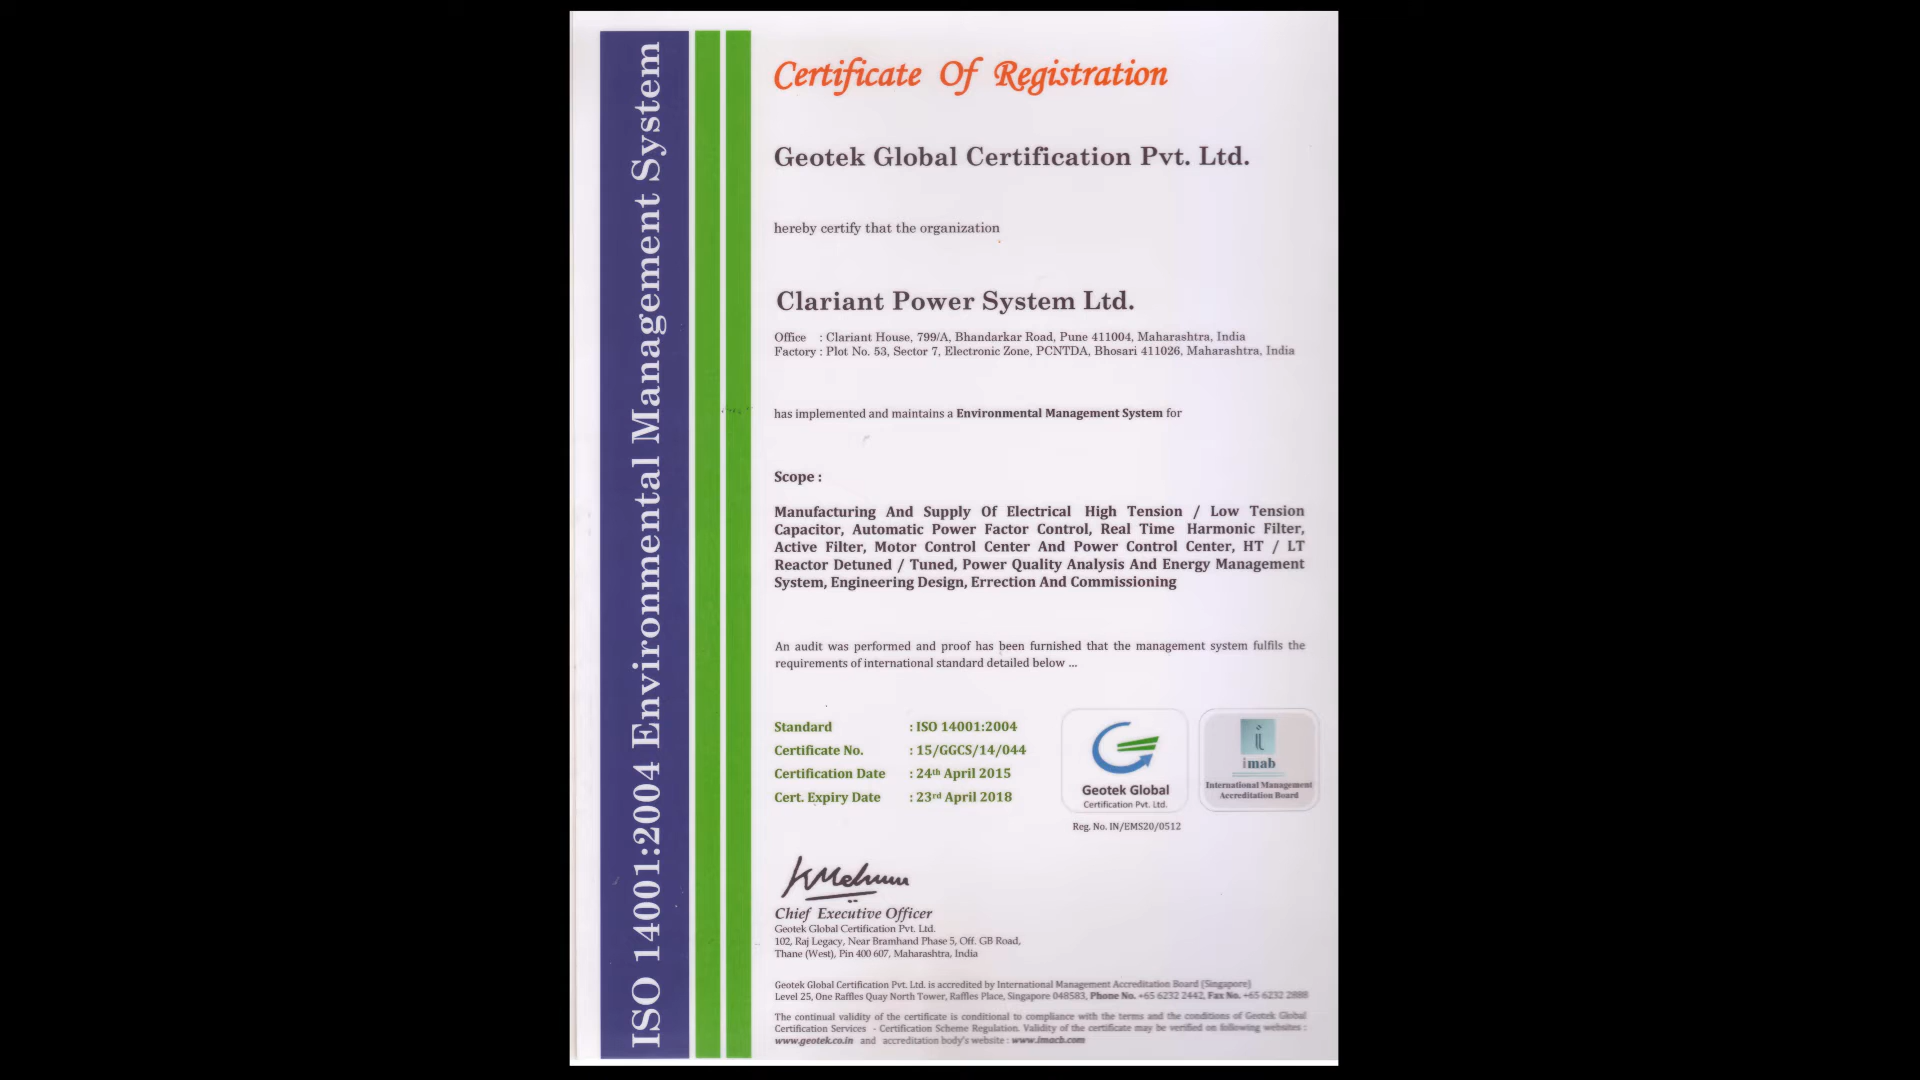 ISO 14001:2004 Environmental Management System
Certificate Of Registration
Geotek Global Certification Pvt. Ltd.
hereby certify that the organization
Clariant Power System Ltd.
Office : Clariant House, 799/A, Bhandarkar Road, Pune 411004, Maharashtra, India
Factory : Plot No. 53, Sector 7, Electronic Zone, PCNTDA, Bhosari 411026, Maharashtra, India
has implemented and maintains a Environmental Management System for
Scope :
Manufacturing And Supply Of Electrical High Tension / Low Tension
Capacitor, Automatic Power Factor Control, Real Time Harmonic Filter,
Active Filter, Motor Control Center And Power Control Center, HT / LT
Reactor Detuned / Tuned, Power Quality Analysis And Energy Management
System, Engineering Design, Errection And Commissioning
An audit was performed and proof has been furnished that the management system fulfils the
requirements of international standard detailed below ...
Standard : ISO 14001:2004
Certificate No. : 15/GGCS/14/044
Certification Date : 24th April 2015
Cert. Expiry Date : 23rd April 2018
Geotek Global
Certification Pvt. Ltd.
Reg. No. IN/EMS20/0512
imab
International Management
Accreditation Board
Chief Executive Officer
Geotek Global Certification Pvt. Ltd.
102, Raj Legacy, Near Bramhand Phase 5, Off. GB Road,
Thane (West), Pin 400 607, Maharashtra, India
Geotek Global Certification Pvt. Ltd. is accredited by International Management Accreditation Board (Singapore)
Level 25, One Raffles Quay North Tower, Raffles Place, Singapore 048583, Phone No. +65 6232 2442, Fax No. +65 6232 2888
The continual validity of the certificate is conditional to compliance with the terms and the conditions of Geotek Global
Certification Services - Certification Scheme Regulation. Validity of the certificate may be verified on following websites :
www.geotek.co.in and accreditation body's website : www.imacb.com